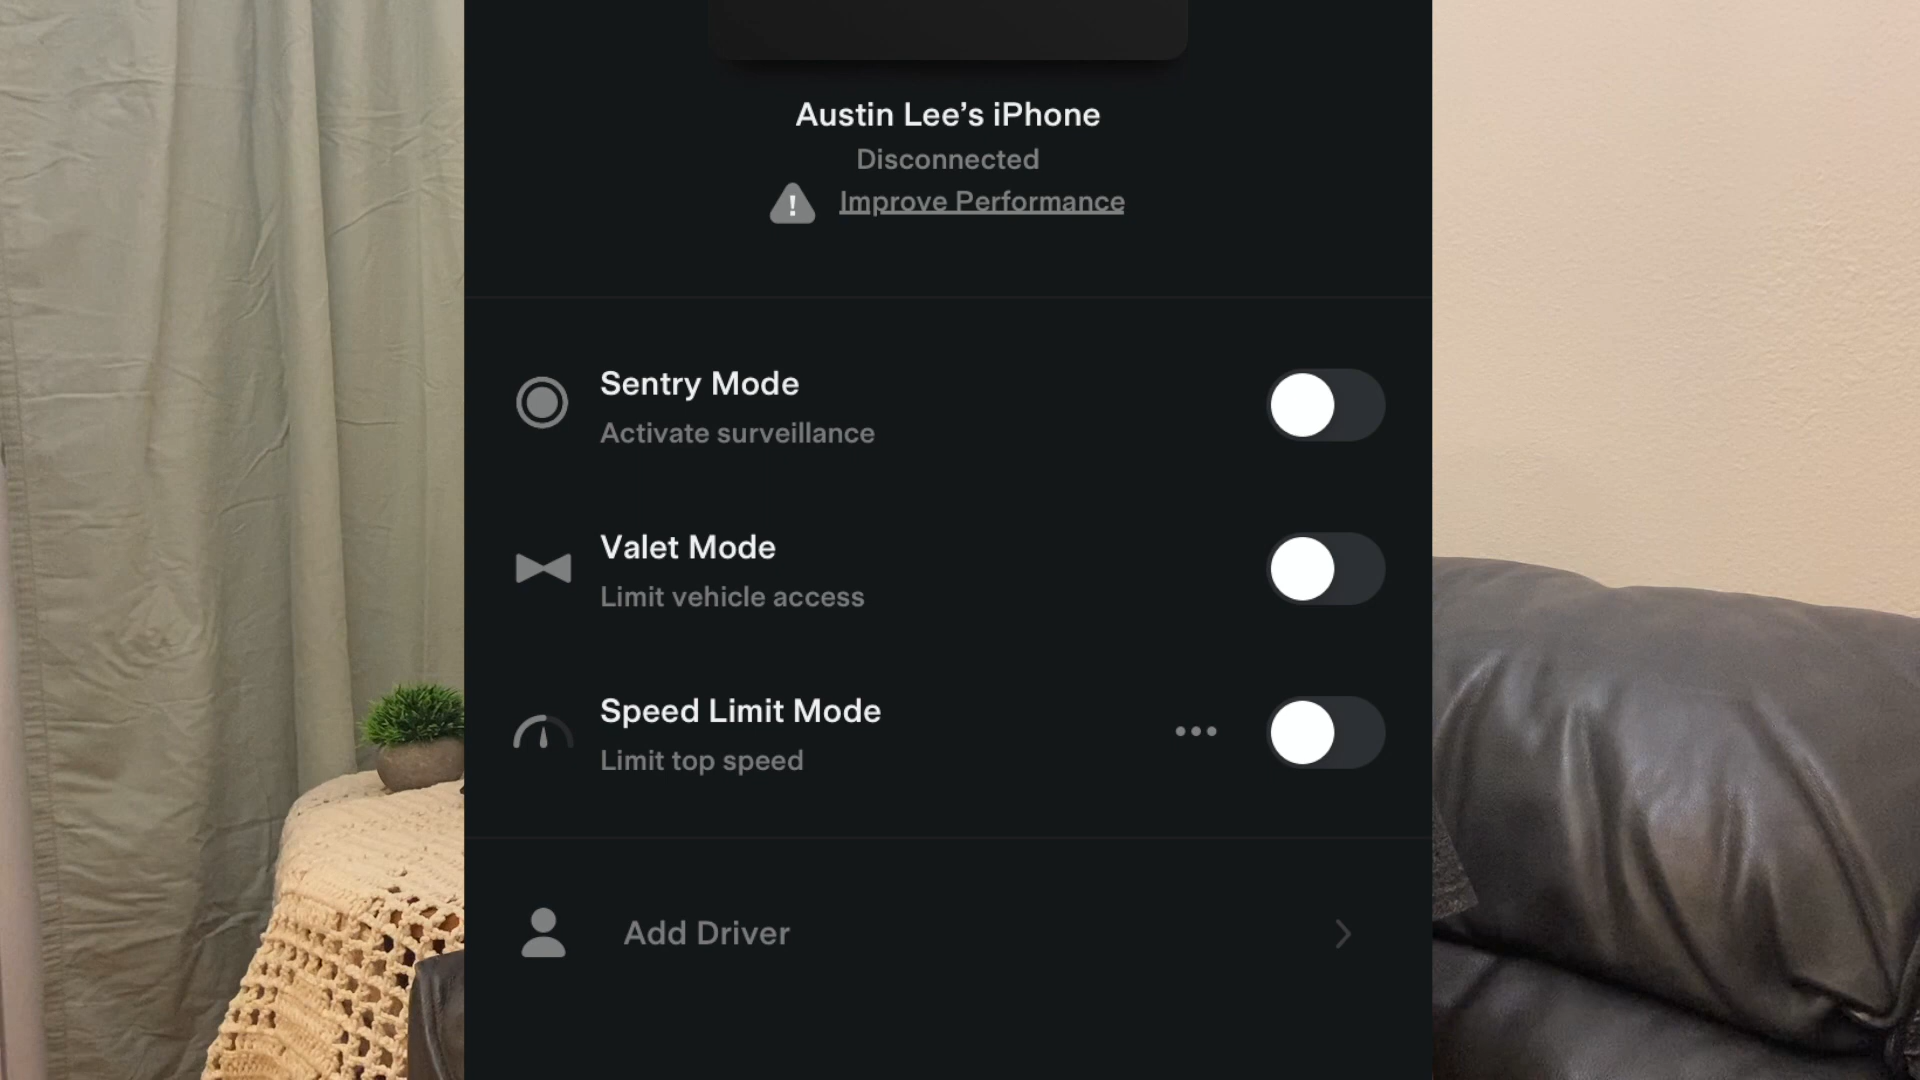 Austin Lee’s iPhone
Disconnected
Improve Performance
Sentry Mode
Activate surveillance
Valet Mode
Limit vehicle access
Speed Limit Mode
Limit top speed
Add Driver